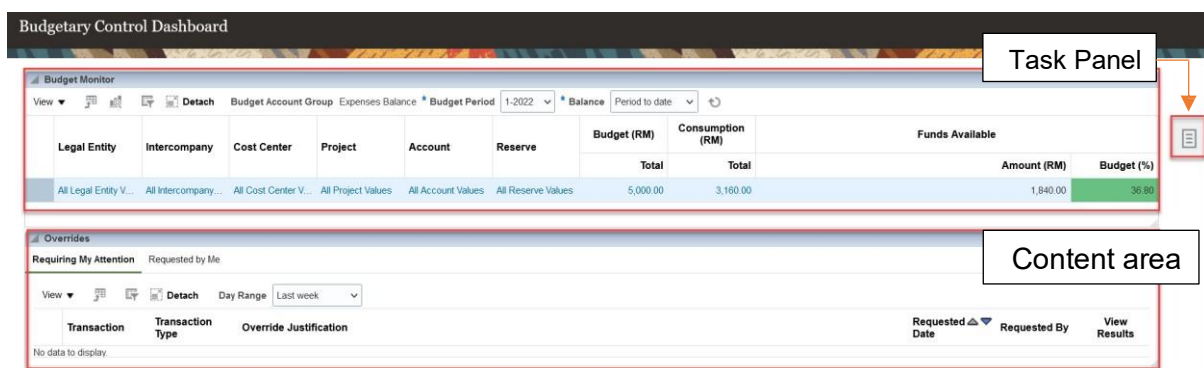 Budgetary Control Dashboard
Task Panel
Budget Monitor
View Detach Budget Account Group Expenses Balance * Budget Period 1-2022 * Balance Period to date
Legal Entity Intercompany Cost Center Project Account Reserve Budget (RM) Consumption (RM) Funds Available
Total Total Amount (RM) Budget (%)
All Legal Entity V... All Intercompany... All Cost Center V... All Project Values All Account Values All Reserve Values 5,000.00 3,160.00 1,840.00 36.80
Overrides
Content area
Requiring My Attention Requested by Me
View Detach Day Range Last week
Transaction Transaction Type Override Justification Requested Date Requested By View Results
No data to display.